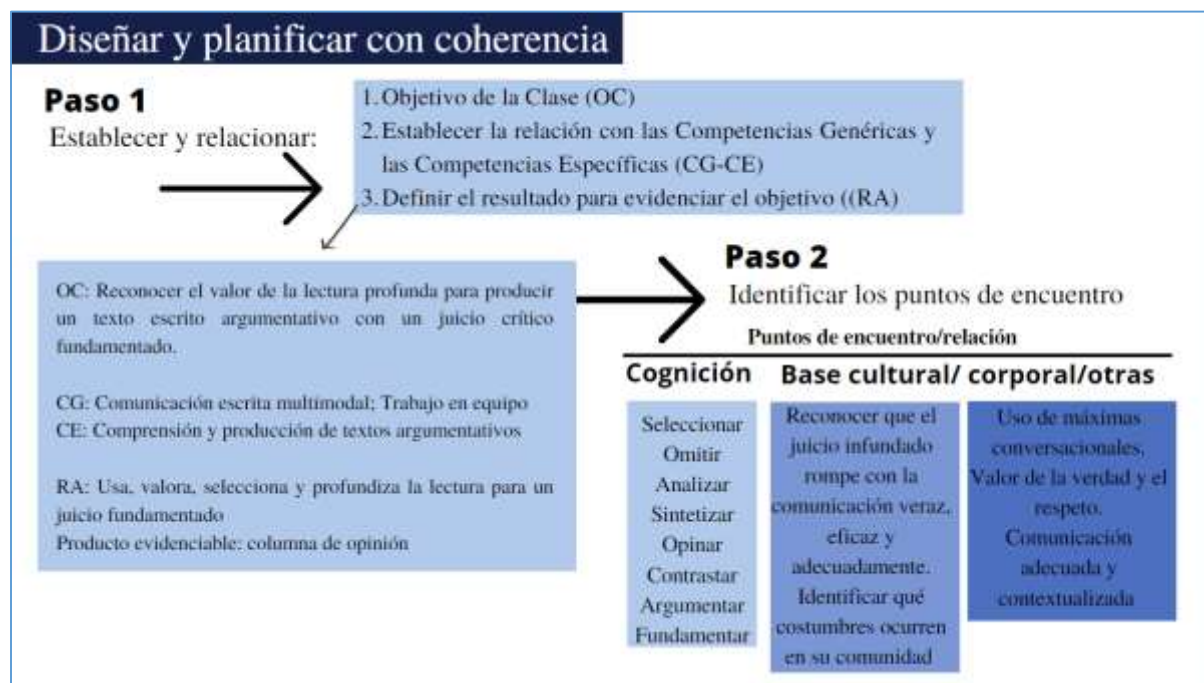 Diseñar y planificar con coherencia
Paso 1
Establecer y relacionar:
1. Objetivo de la Clase (OC)
2. Establecer la relación con las Competencias Genéricas y
las Competencias Específicas (CG-CE)
3. Definir el resultado para evidenciar el objetivo ((RA)
OC: Reconocer el valor de la lectura profunda para producir
un texto escrito argumentativo con un juicio crítico
fundamentado.
CG: Comunicación escrita multimodal; Trabajo en equipo
CE: Comprensión y producción de textos argumentativos
RA: Usa, valora, selecciona y profundiza la lectura para un
juicio fundamentado
Producto evidenciable: columna de opinión
Paso 2
Identificar los puntos de encuentro
Puntos de encuentro/relación
Cognición
Seleccionar
Omitir
Analizar
Sintetizar
Opinar
Contrastar
Argumentar
Fundamentar
Base cultural/ corporal/otras
Reconocer que el
juicio infundado
rompe con la
comunicación veraz,
eficaz y
adecuadamente.
Identificar qué
costumbres ocurren
en su comunidad
Uso de máximas
conversacionales.
Valor de la verdad y el
respeto.
Comunicación
adecuada y
contextualizada